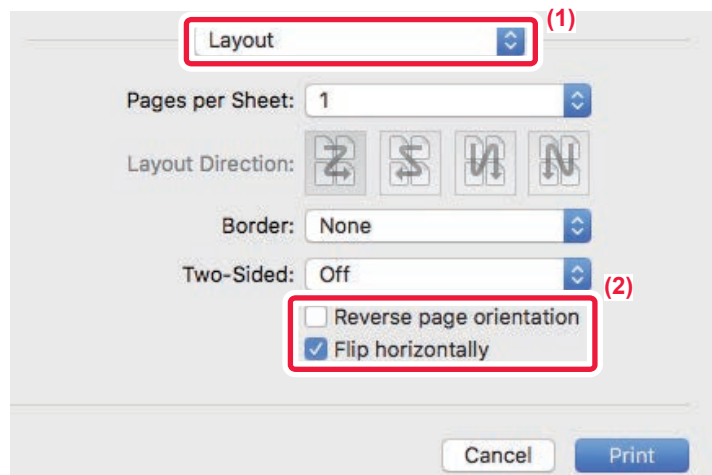 (1)
Layout
Pages per Sheet: 1
Layout Direction:
Border: None
Two-Sided: Off
(2)
Reverse page orientation
Flip horizontally
Cancel Print